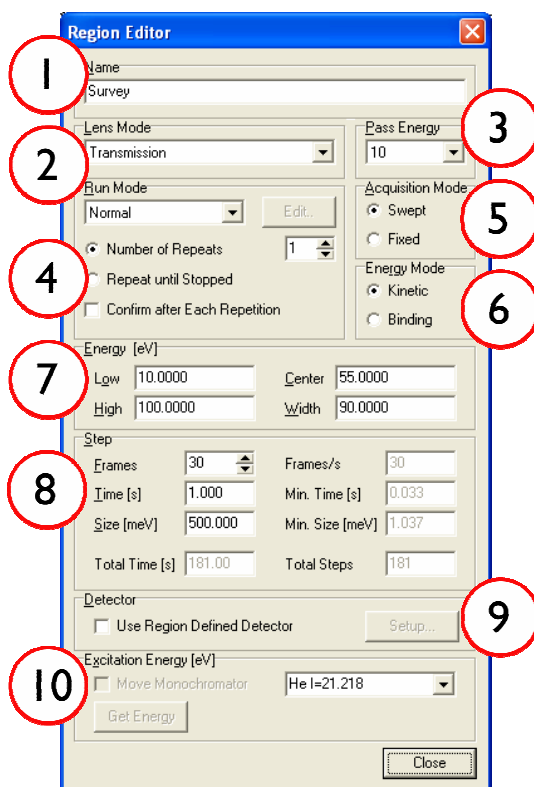 Region Editor
1
Name
Survey
2
Lens Mode
Transmission
3
Pass Energy
10
4
Run Mode
Normal
Edit..
Number of Repeats
1
Repeat until Stopped
Confirm after Each Repetition
5
Acquisition Mode
Swept
Fixed
6
Energy Mode
Kinetic
Binding
7
Energy [eV]
Low 10.0000 Center 55.0000
High 100.0000 Width 90.0000
8
Step
Frames 30 Frames/s 30
Time [s] 1.000 Min. Time [s] 0.033
Size [meV] 500.000 Min. Size [meV] 1.037
Total Time [s] 181.00 Total Steps 181
9
Detector
Use Region Defined Detector Setup...
10
Excitation Energy [eV]
Move Monochromator He I=21.218
Get Energy
Close